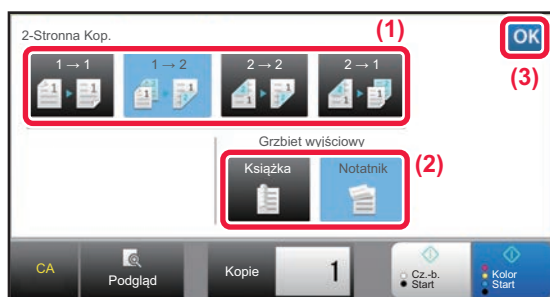 2-Stronna Kop.
(1)
OK
(3)
1 → 1
1 → 2
2 → 2
2 → 1
Grzbiet wyjściowy
Książka
Notatnik
(2)
CA
Podgląd
Kopie
1
Cz.-b.
Start
Kolor
Start